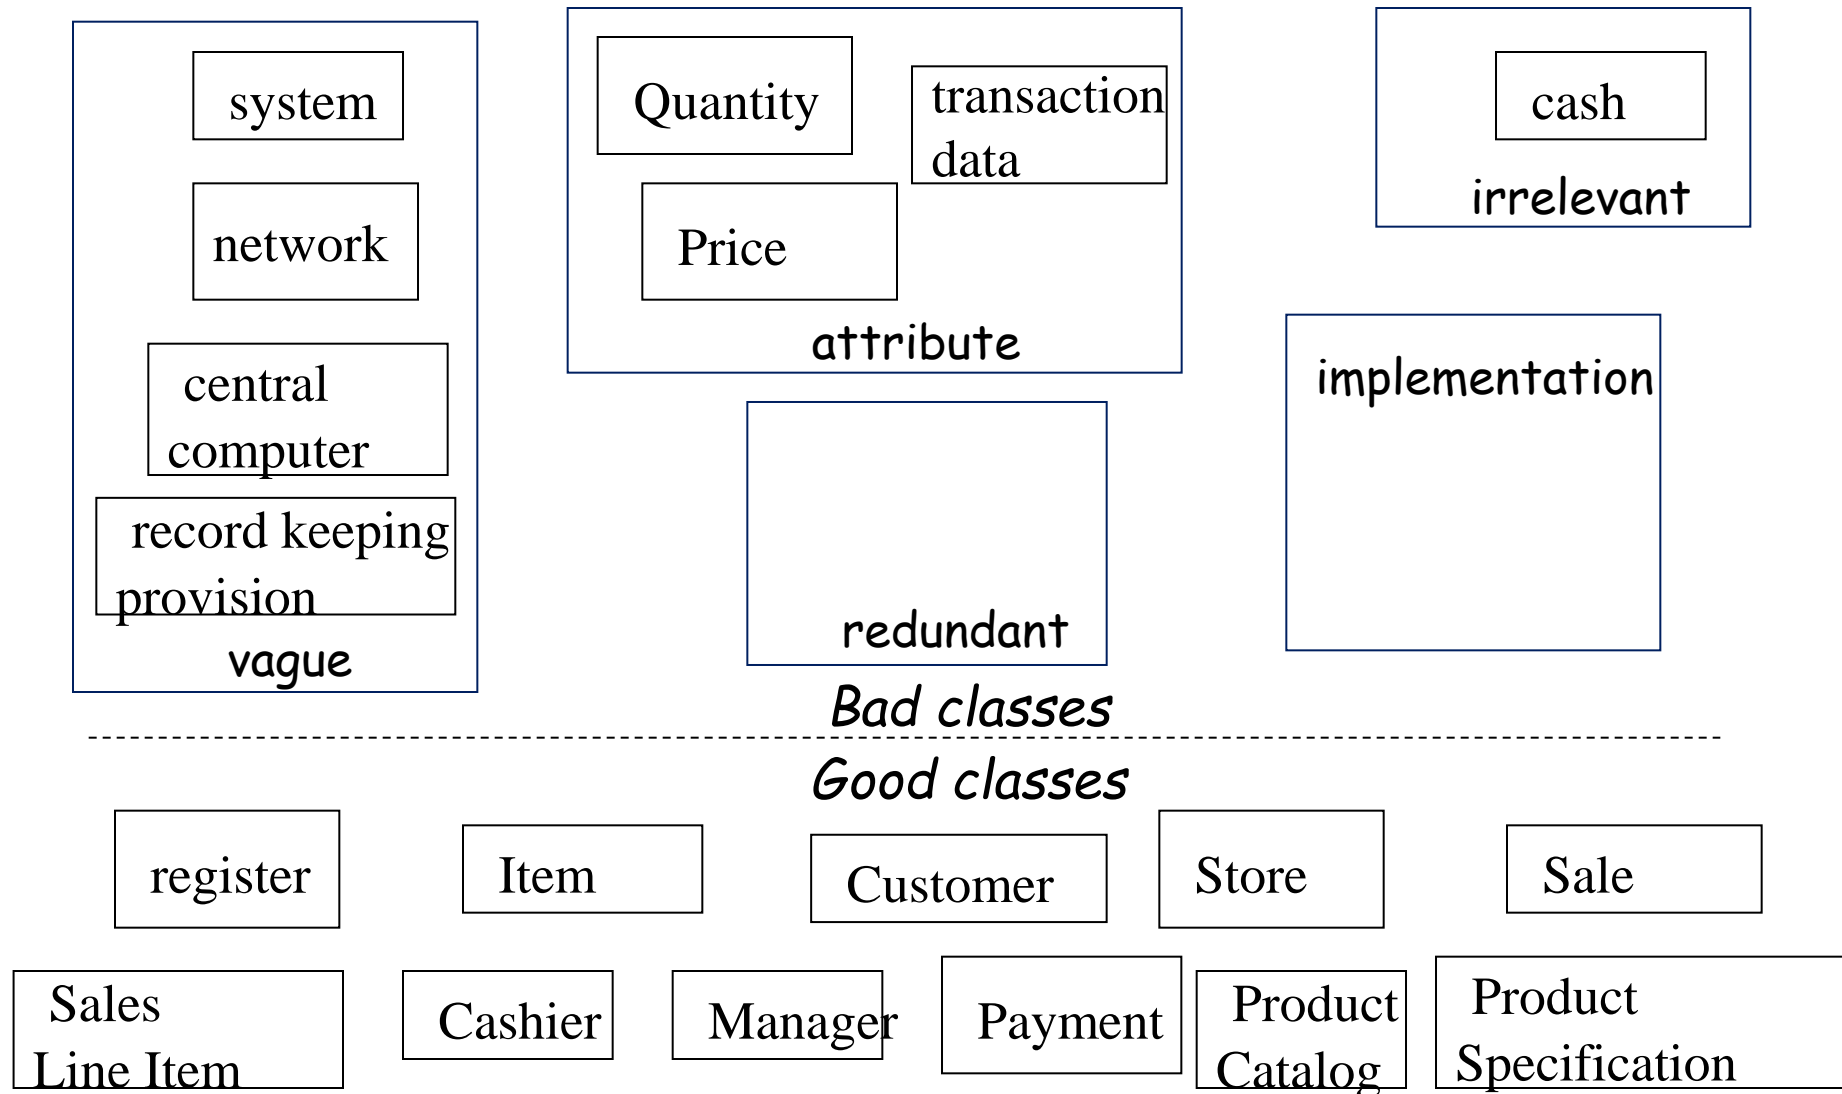 system
network
central
computer
record keeping
provision
vague
Quantity
transaction
data
Price
attribute
redundant
cash
irrelevant
implementation
Bad classes
Good classes
register
Item
Customer
Store
Sale
Sales
Line Item
Cashier
Manager
Payment
Product
Catalog
Product
Specification